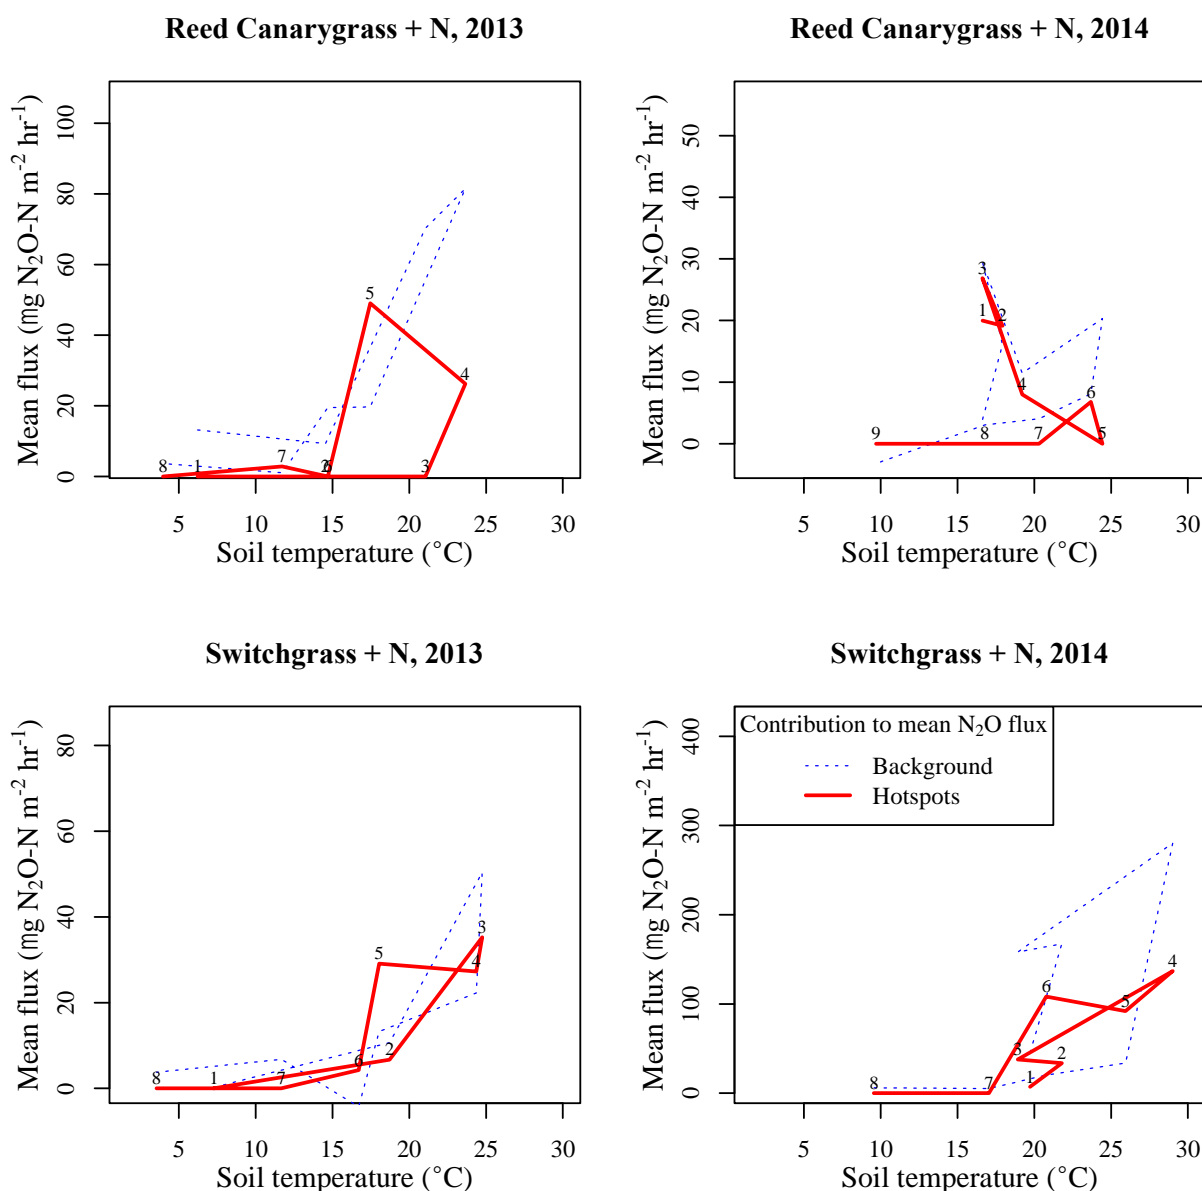 Reed Canarygrass + N, 2013
Mean flux (mg N₂O-N m⁻² hr⁻¹)
100
80
60
40
20
0
5
4
7
8
1
2
6
3
5 10 15 20 25 30
Soil temperature (°C)
Reed Canarygrass + N, 2014
Mean flux (mg N₂O-N m⁻² hr⁻¹)
50
40
30
20
10
0
3
1
2
4
6
9
8
7
5
5 10 15 20 25 30
Soil temperature (°C)
Switchgrass + N, 2013
Mean flux (mg N₂O-N m⁻² hr⁻¹)
80
60
40
20
0
3
5
4
2
6
8
1
7
5 10 15 20 25 30
Soil temperature (°C)
Switchgrass + N, 2014
Mean flux (mg N₂O-N m⁻² hr⁻¹)
400
300
200
100
0
Contribution to mean N₂O flux
Background
Hotspots
4
6
5
3
2
1
8
7
5 10 15 20 25 30
Soil temperature (°C)